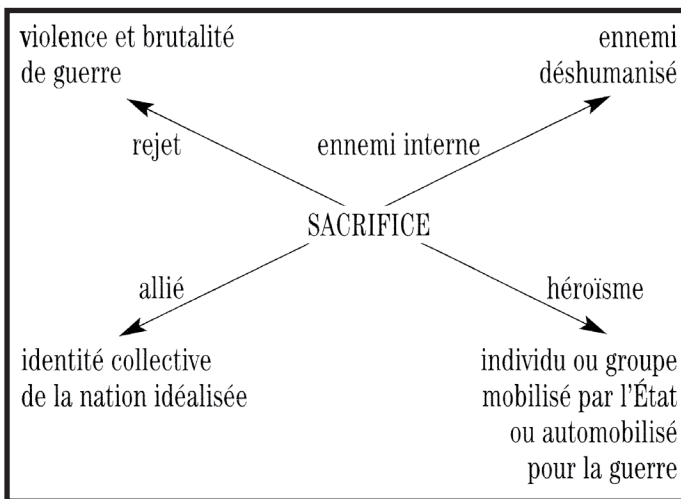 violence et brutalité
de guerre
ennemi
déshumanisé
rejet
ennemi interne
SACRIFICE
allié
héroïsme
identité collective
de la nation idéalisée
individu ou groupe
mobilisé par l'État
ou automobilisé
pour la guerre